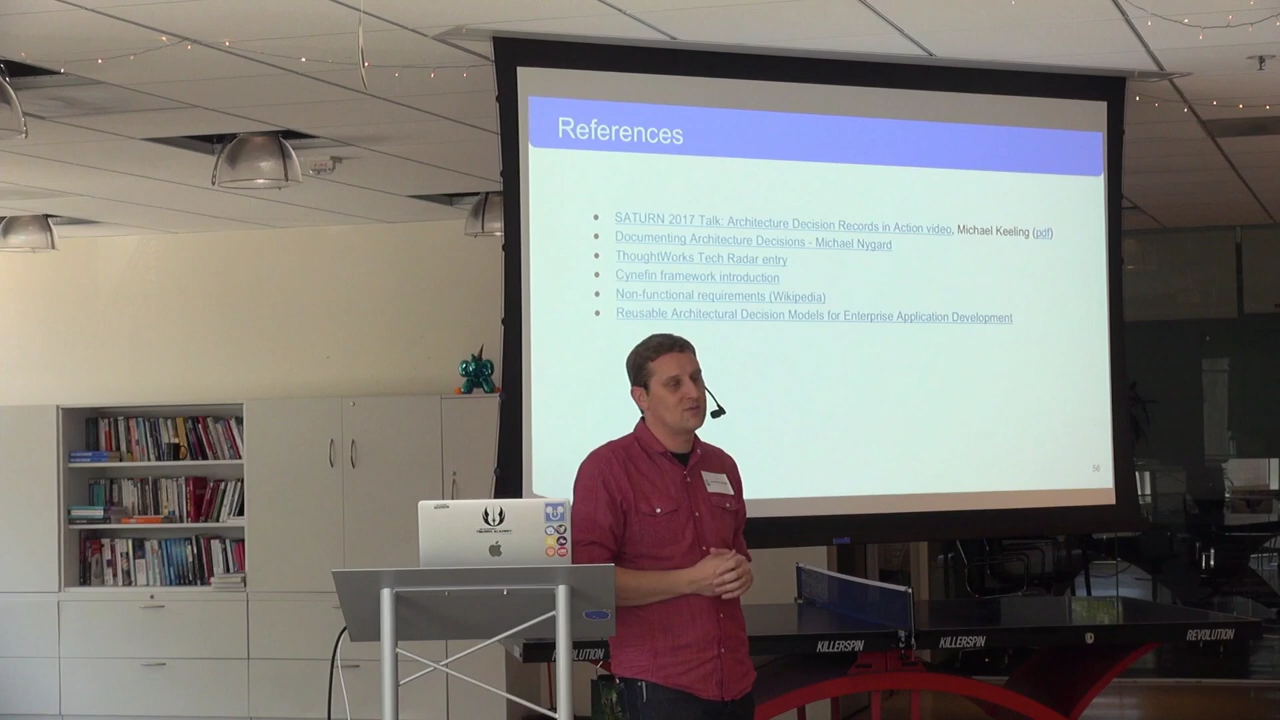 References
• SATURN 2017 Talk: Architecture Decision Records in Action video, Michael Keeling (pdf)
• Documenting Architecture Decisions - Michael Nygard
• ThoughtWorks Tech Radar entry
• Cynefin framework introduction
• Non-functional requirements (Wikipedia)
• Reusable Architectural Decision Models for Enterprise Application Development
56
KILLERSPIN
KILLERSPIN
REVOLUTION